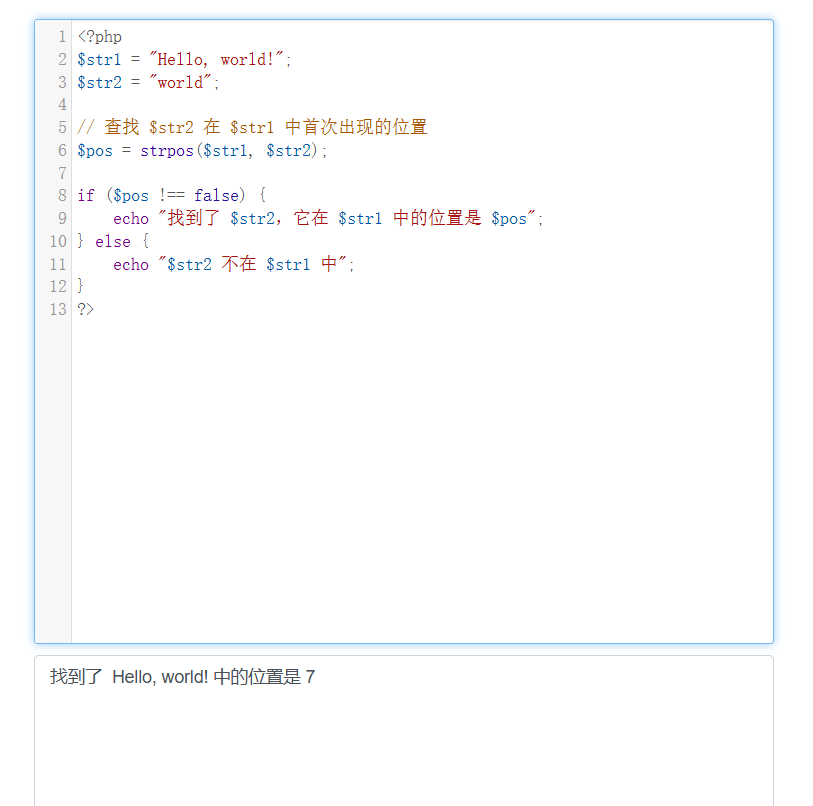 1 <?php
2 $str1 = "Hello, world!";
3 $str2 = "world";
4
5 // 查找 $str2 在 $str1 中首次出现的位置
6 $pos = strpos($str1, $str2);
7
8 if ($pos !== false) {
9     echo "找到了 $str2，它在 $str1 中的位置是 $pos";
10 } else {
11     echo "$str2 不在 $str1 中";
12 }
13 ?>
找到了  Hello, world! 中的位置是 7